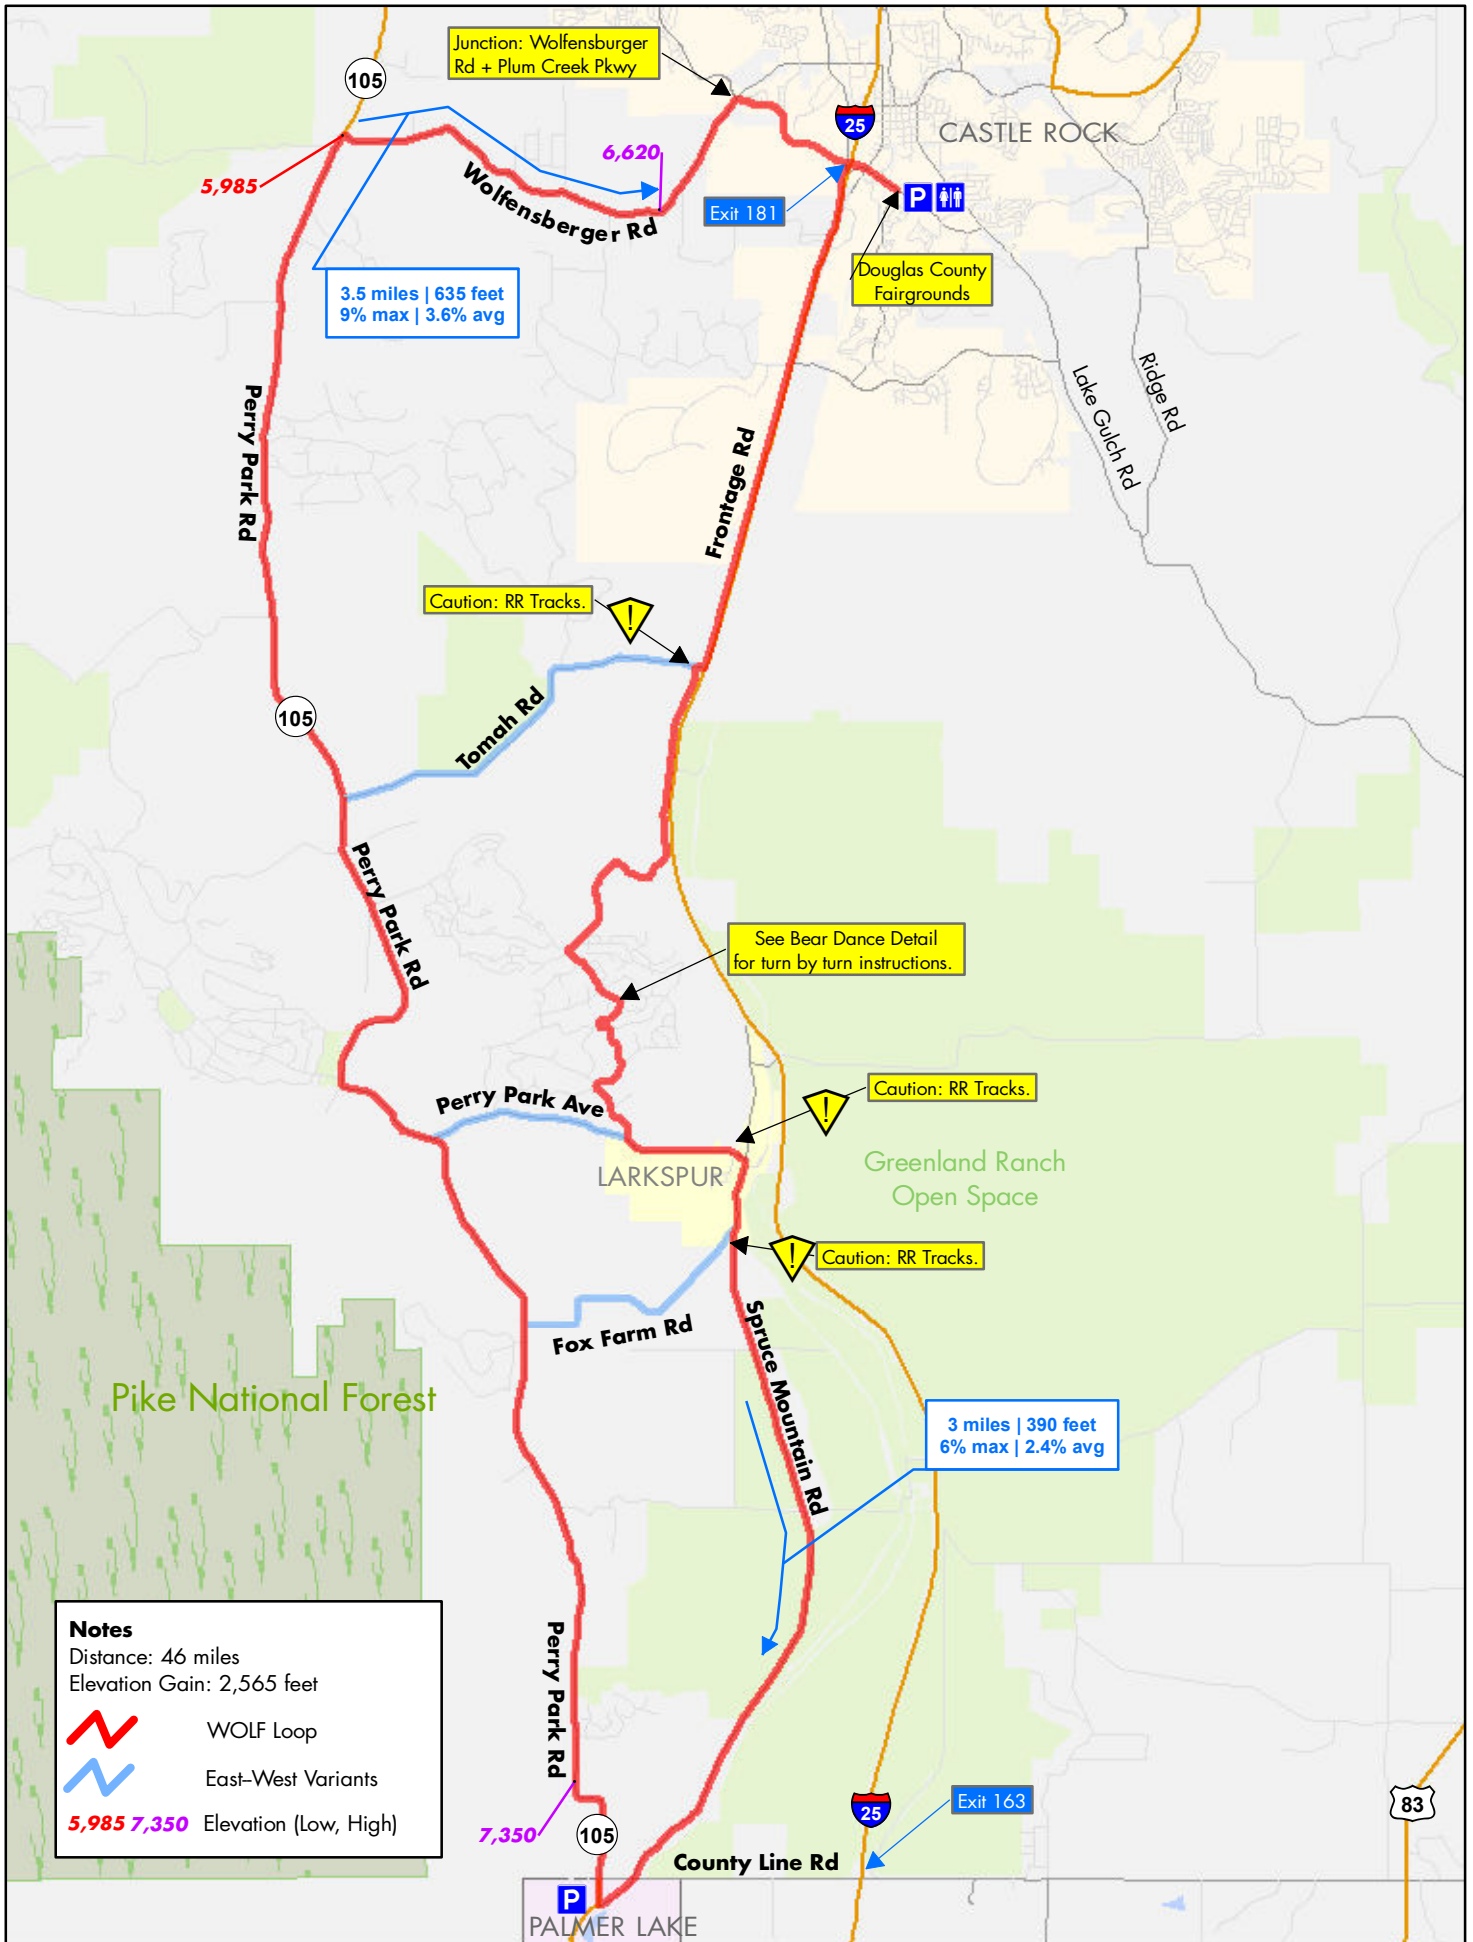 Junction: Wolfensburger
Rd + Plum Creek Pkwy
105
25
CASTLE ROCK
6,620
5,985
Wolfensberger Rd
P
Exit 181
Douglas County
Fairgrounds
3.5 miles | 635 feet
9% max | 3.6% avg
Perry Park Rd
Frontage Rd
Lake Gulch Rd
Ridge Rd
Caution: RR Tracks.
!
105
Tomah Rd
Perry Park Rd
See Bear Dance Detail
for turn by turn instructions.
Perry Park Ave
Caution: RR Tracks.
!
LARKSPUR
Greenland Ranch
Open Space
!
Caution: RR Tracks.
Fox Farm Rd
Spruce Mountain Rd
Pike National Forest
3 miles | 390 feet
6% max | 2.4% avg
Notes
Distance: 46 miles
Elevation Gain: 2,565 feet
WOLF Loop
East-West Variants
5,985 7,350 Elevation (Low, High)
Perry Park Rd
7,350
105
25
Exit 163
83
County Line Rd
P
PALMER LAKE